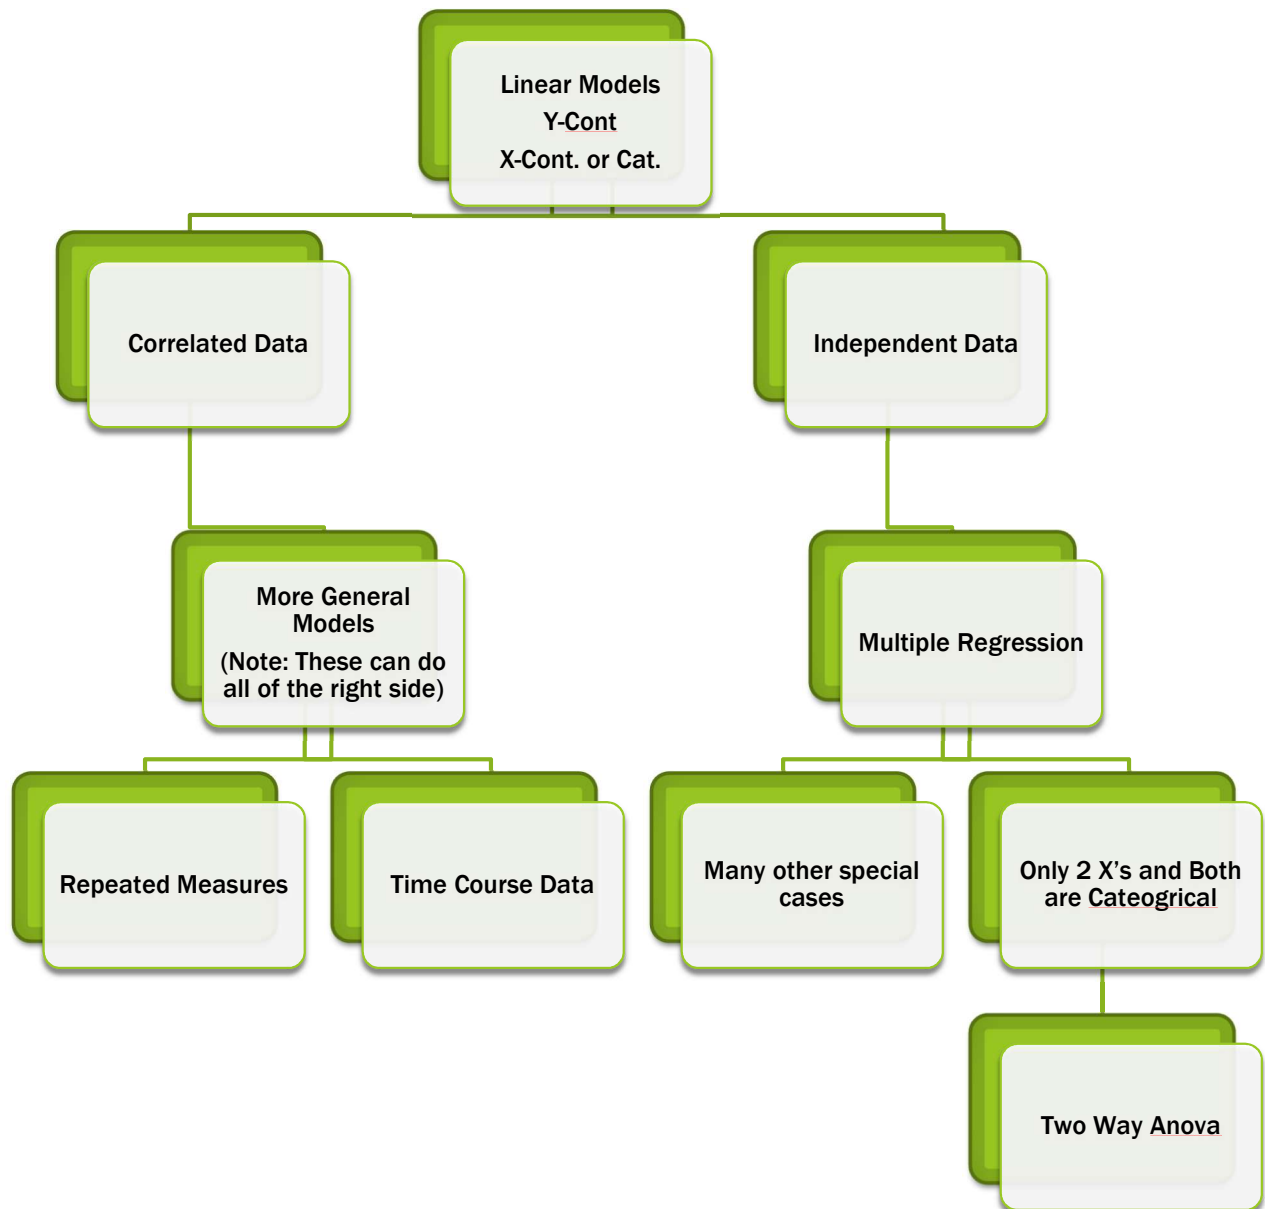 Linear Models
Y-Cont
X-Cont. or Cat.
Correlated Data
Independent Data
More General
Models
(Note: These can do
all of the right side)
Multiple Regression
Repeated Measures
Time Course Data
Many other special
cases
Only 2 X’s and Both
are Cateogrical
Two Way Anova